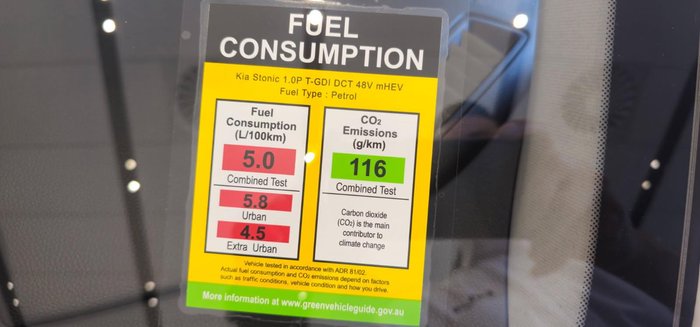 FUEL
CONSUMPTION
Kia Stonic 1.0P T-GDI DCT 48V mHEV
Fuel Type : Petrol
Fuel
Consumption
(L/100km)
5.0
Combined Test
5.8
Urban
4.5
Extra Urban
CO₂
Emissions
(g/km)
116
Combined Test
Carbon dioxide
(CO₂) is the main
contributor to
climate change
Vehicle tested in accordance with ADR 81/02.
Actual fuel consumption and CO₂ emissions depend on factors
such as traffic conditions, vehicle condition and how you drive.
More information at www.greenvehicleguide.gov.au